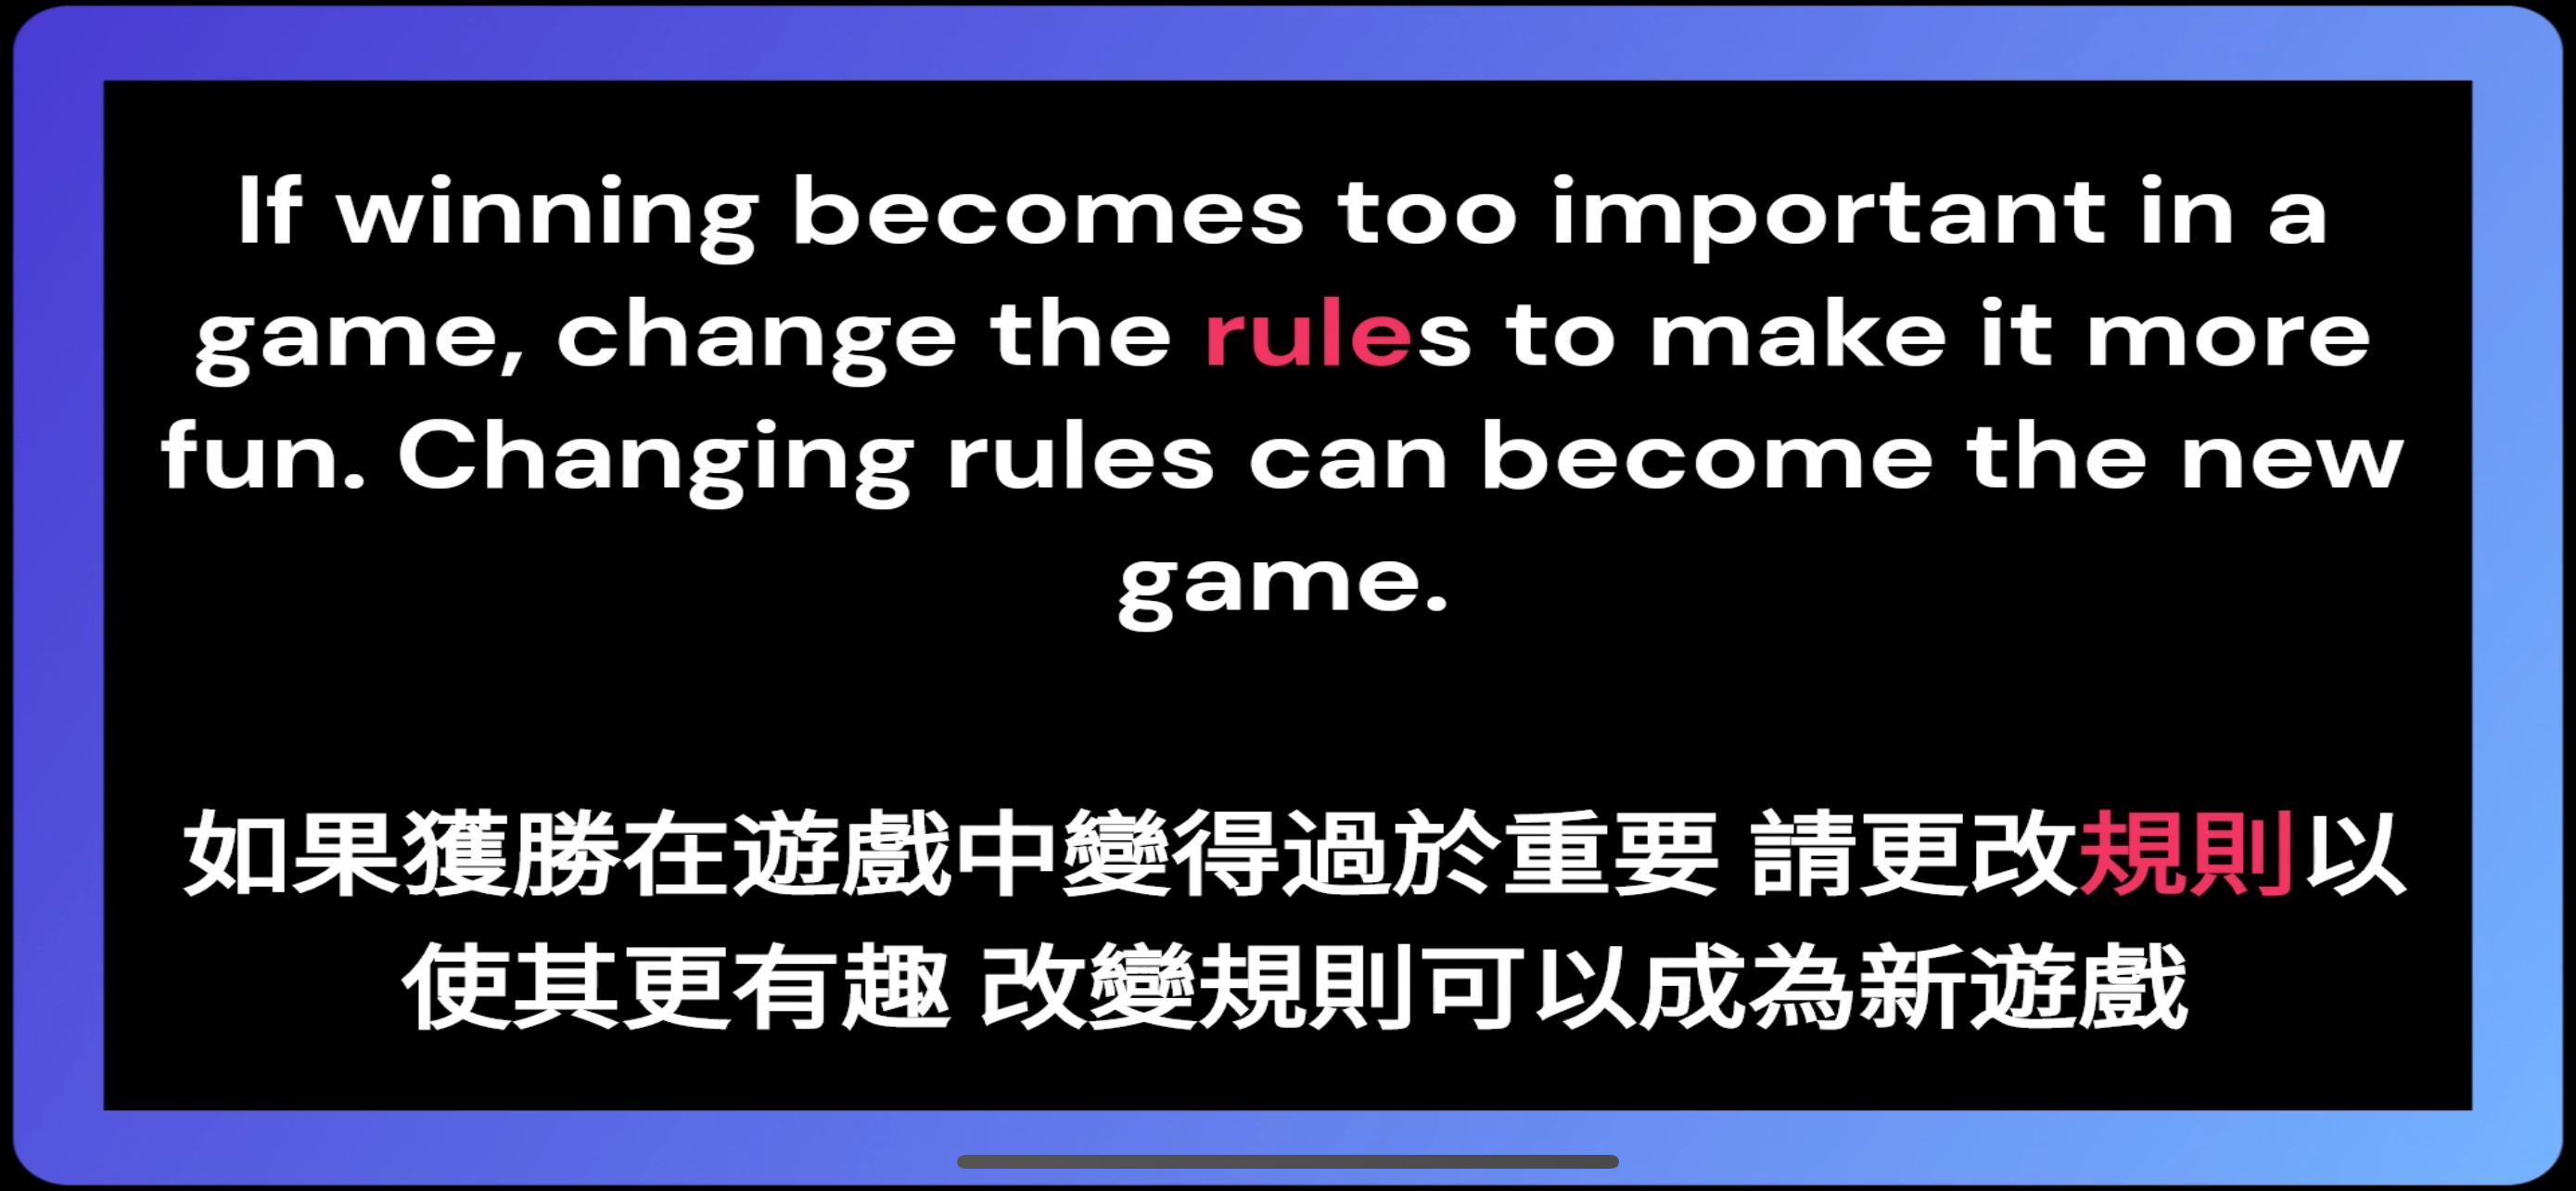 If winning becomes too important in a
game, change the rules to make it more
fun. Changing rules can become the new
game.
如果獲勝在遊戲中變得過於重要 請更改規則以
使其更有趣 改變規則可以成為新遊戲